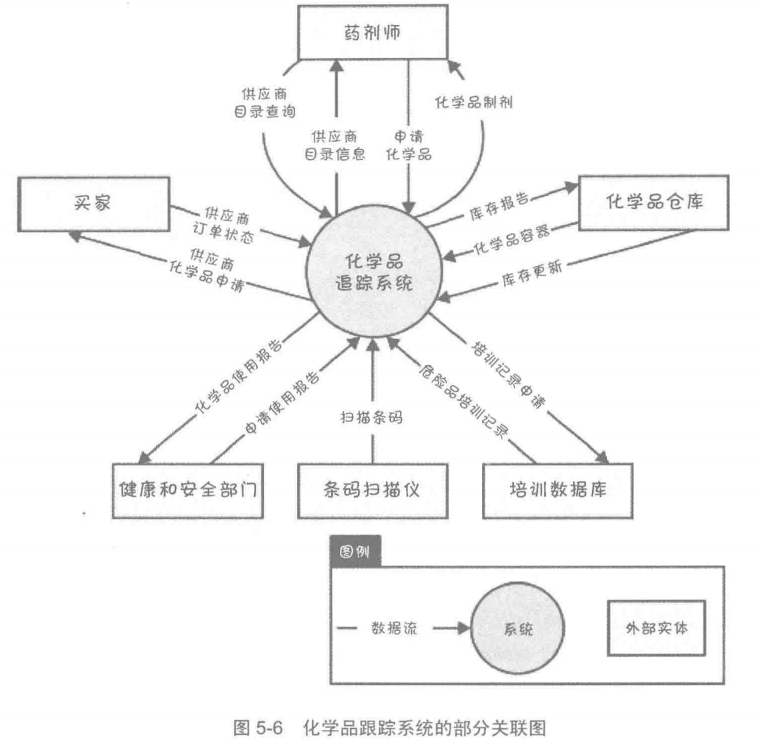 药剂师
供应商
目录查询
供应商
目录信息
申请
化学品
化学品制剂
买家
供应商
订单状态
供应商
化学品申请
化学品
追踪系统
库存报告
化学品容器
库存更新
化学品仓库
化学品使用报告
申请使用报告
扫描条码
危险品培训记录
培训记录申请
健康和安全部门
条码扫描仪
培训数据库
图例
数据流
系统
外部实体
图 5-6 化学品跟踪系统的部分关联图